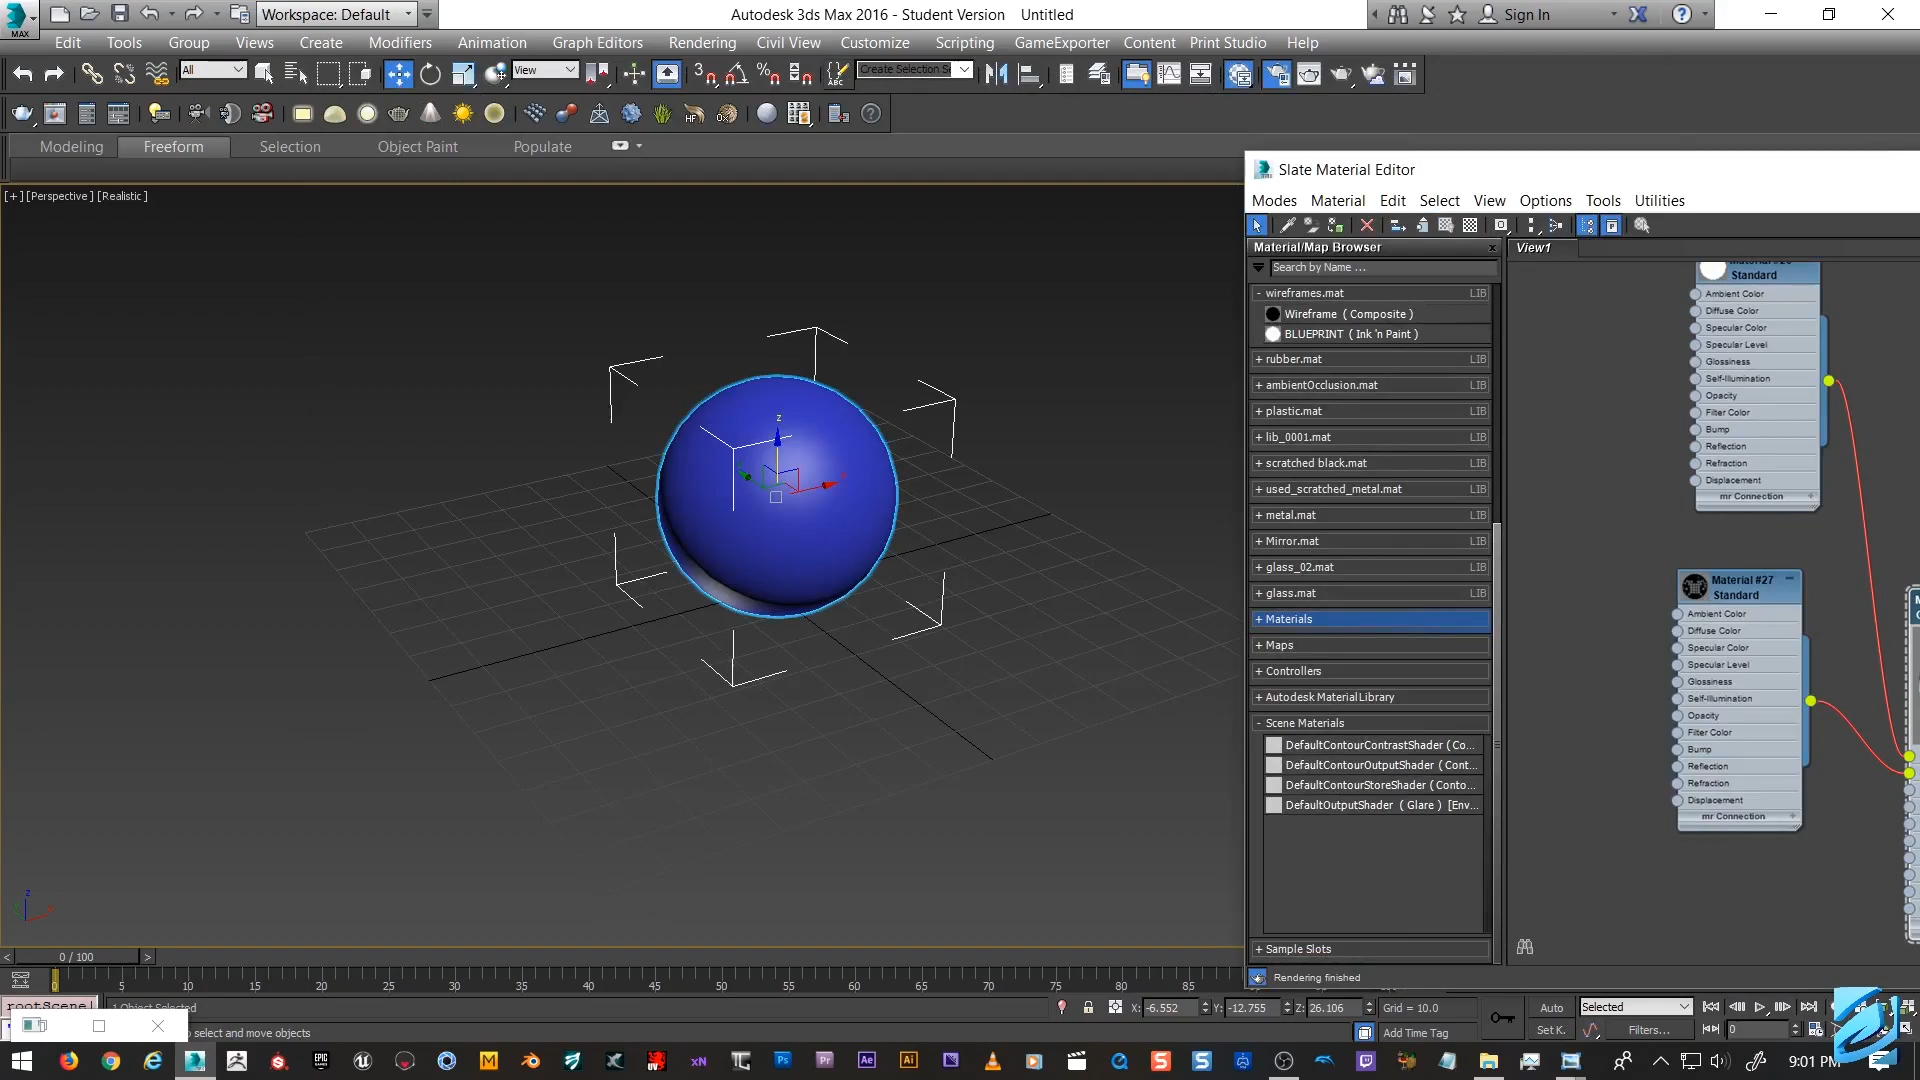 Workspace: Default
Autodesk 3ds Max 2016 - Student Version Untitled
Sign In
MAX
Edit Tools Group Views Create Modifiers Animation Graph Editors Rendering Civil View Customize Scripting GameExporter Content Print Studio Help
All
View
3
ABC
Create Selection Se
HF
Modeling Freeform Selection Object Paint Populate
[+] [Perspective] [Realistic]
Slate Material Editor
Modes Material Edit Select View Options Tools Utilities
Material/Map Browser
View1
Search by Name ...
- wireframes.mat LIB
Wireframe ( Composite )
BLUEPRINT ( Ink 'n Paint )
+ rubber.mat LIB
+ ambientOcclusion.mat LIB
+ plastic.mat LIB
+ lib_0001.mat LIB
+ scratched black.mat LIB
+ used_scratched_metal.mat LIB
+ metal.mat LIB
+ Mirror.mat LIB
+ glass_02.mat LIB
+ glass.mat LIB
+ Materials
+ Maps
+ Controllers
+ Autodesk Material Library
- Scene Materials
DefaultContourContrastShader ( Co...
DefaultContourOutputShader ( Cont...
DefaultContourStoreShader ( Conto...
DefaultOutputShader ( Glare ) [Env...
+ Sample Slots
Rendering finished
Standard
Ambient Color
Diffuse Color
Specular Color
Specular Level
Glossiness
Self-Illumination
Opacity
Filter Color
Bump
Reflection
Refraction
Displacement
mr Connection +
Material #27
Standard
Ambient Color
Diffuse Color
Specular Color
Specular Level
Glossiness
Self-Illumination
Opacity
Filter Color
Bump
Reflection
Refraction
Displacement
mr Connection +
z
x
z
< 0 / 100 >
0 5 10 15 20 25 30 35 40 45 50 55 60 65 70 75 80 85
rootScene
1 Object Selected
X: -6.552 Y: -12.755 Z: 26.106 Grid = 10.0
Auto Selected
to select and move objects
Add Time Tag
Set K. Filters... 0
9:01 PM